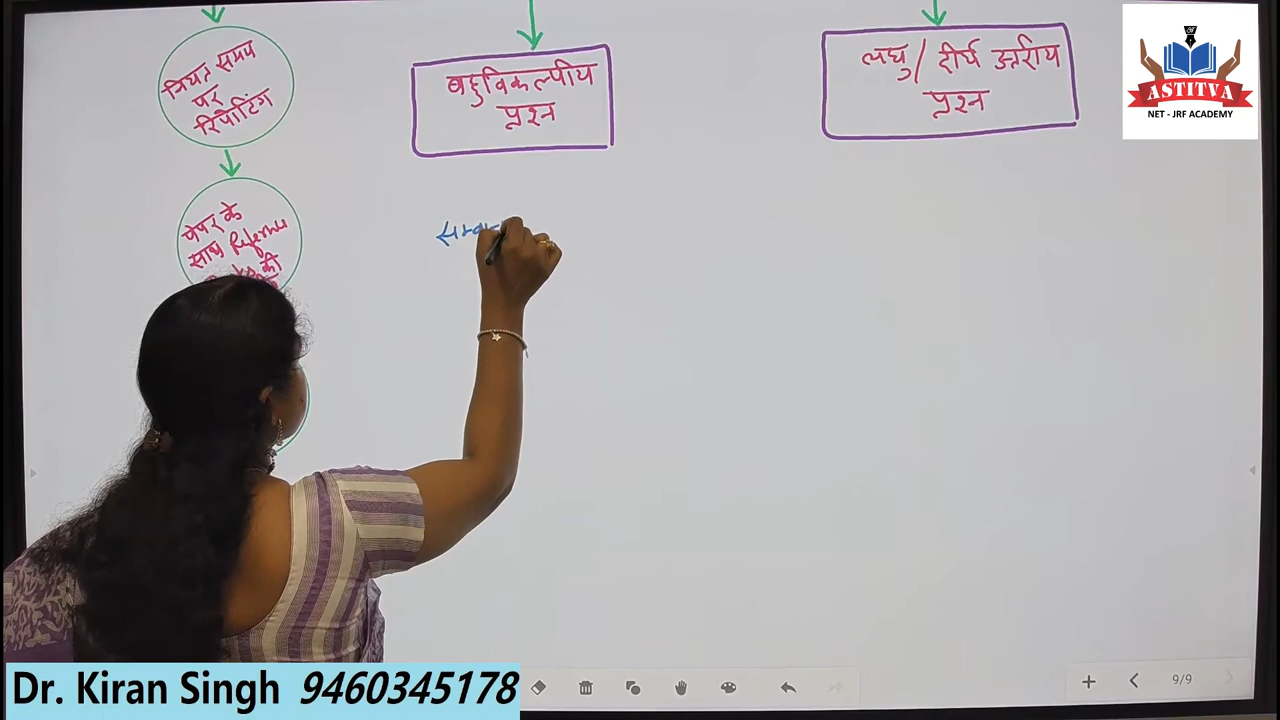 नियत समय
पर
रिपोर्टिंग
पेपर के
साथ
की
बहुविकल्पीय
प्रश्न
लघु / दीर्घ उत्तरीय
प्रश्न
ASTITVA
NET - JRF ACADEMY
Dr. Kiran Singh 9460345178
9/9